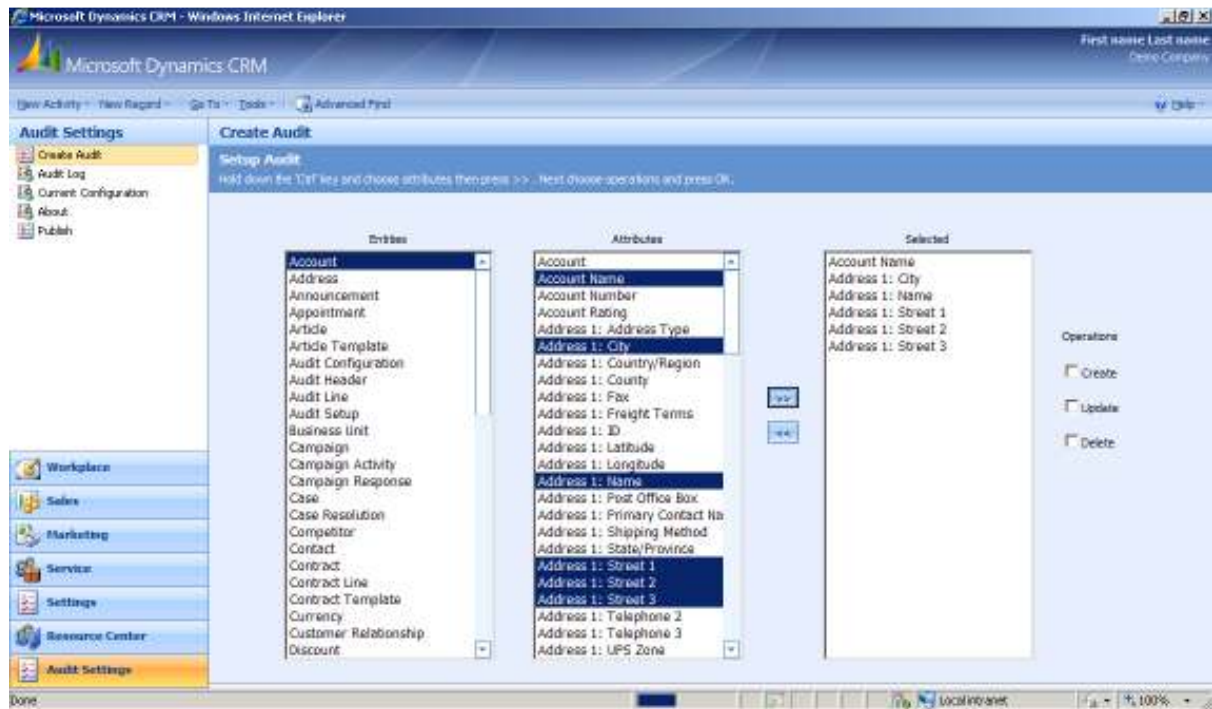 Microsoft Dynamics CRM - Windows Internet Explorer
Microsoft Dynamics CRM
First name Last name
Demo Company
New Activity New Record Go To Tools Advanced Find
Help
Audit Settings
Create Audit
Audit Log
Current Configuration
About
Publish
Create Audit
Setup Audit
Hold down the 'Ctrl' key and choose attributes then press >> . Next choose operations and press OK.
Entities
Account
Address
Announcement
Appointment
Article
Article Template
Audit Configuration
Audit Header
Audit Line
Audit Setup
Business Unit
Campaign
Campaign Activity
Campaign Response
Case
Case Resolution
Competitor
Contact
Contract
Contract Line
Contract Template
Currency
Customer Relationship
Discount
Attributes
Account
Account Name
Account Number
Account Rating
Address 1: Address Type
Address 1: City
Address 1: Country/Region
Address 1: County
Address 1: Fax
Address 1: Freight Terms
Address 1: ID
Address 1: Latitude
Address 1: Longitude
Address 1: Name
Address 1: Post Office Box
Address 1: Primary Contact Na
Address 1: Shipping Method
Address 1: State/Province
Address 1: Street 1
Address 1: Street 2
Address 1: Street 3
Address 1: Telephone 2
Address 1: Telephone 3
Address 1: UPS Zone
>>
<<
Selected
Account Name
Address 1: City
Address 1: Name
Address 1: Street 1
Address 1: Street 2
Address 1: Street 3
Operations
Create
Update
Delete
Workplace
Sales
Marketing
Service
Settings
Resource Center
Audit Settings
Done
Local intranet
100%